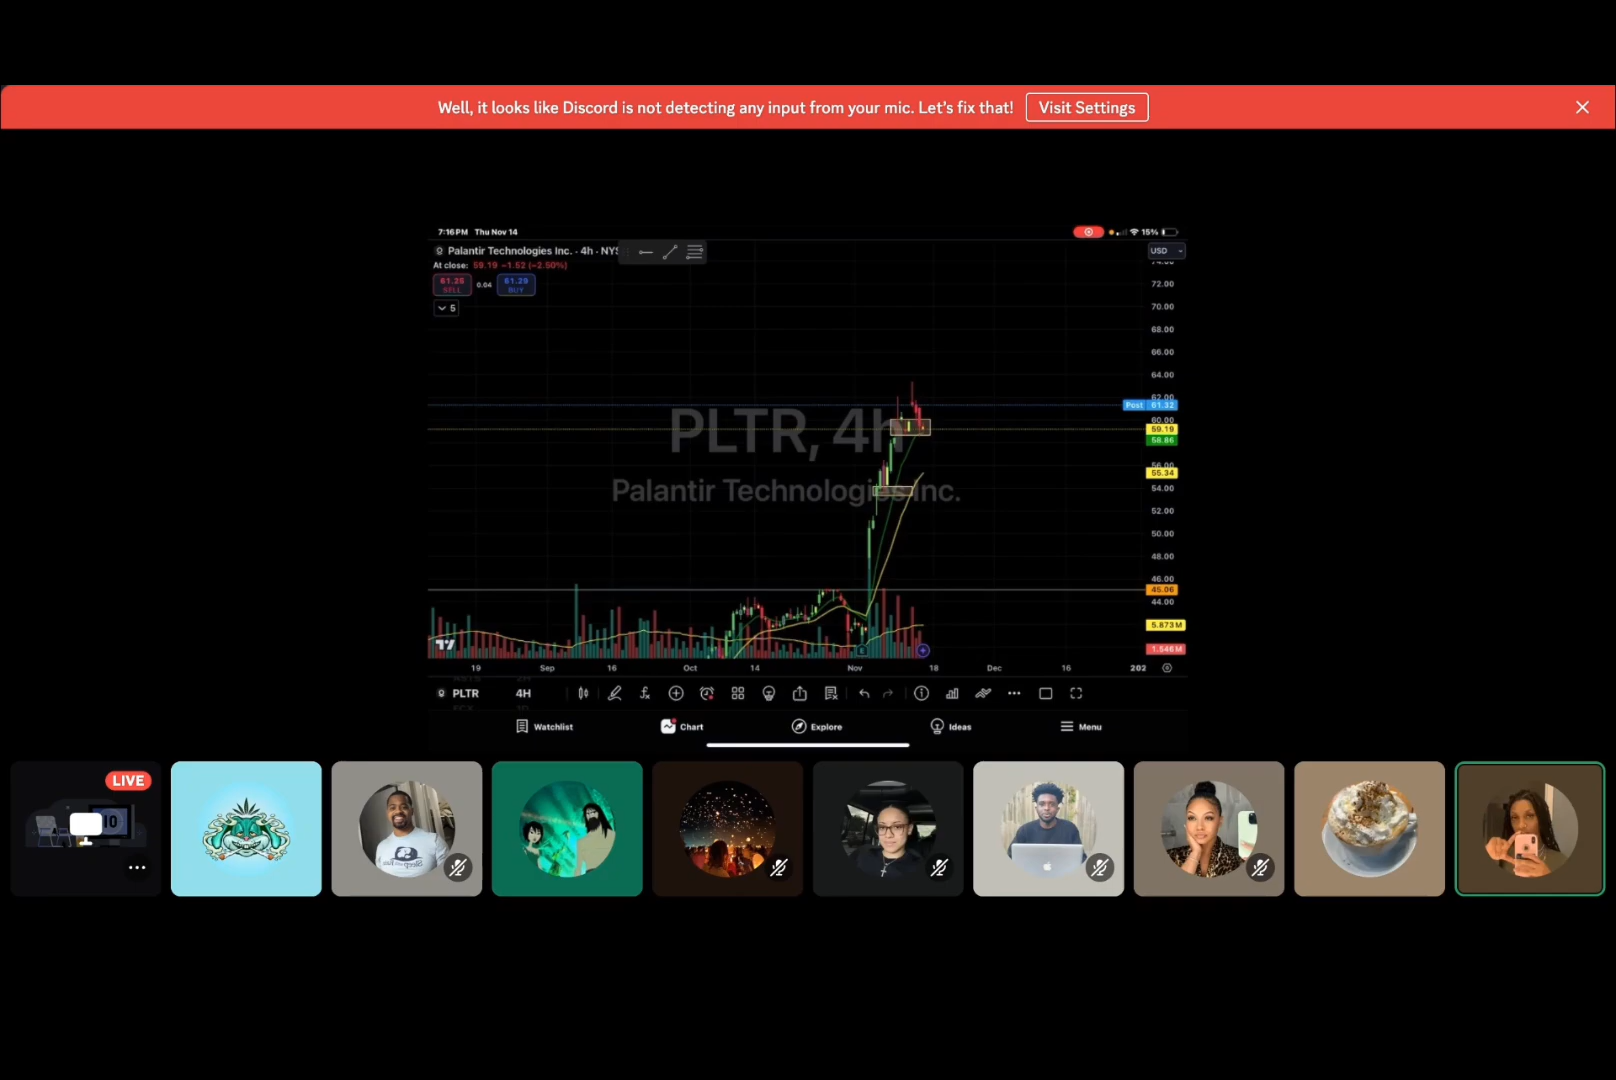 Well, it looks like Discord is not detecting any input from your mic. Let's fix that! Visit Settings
7:16 PM Thu Nov 14
15%
Palantir Technologies Inc. · 4h · NYS
USD
At close: 59.19 −1.52 (−2.50%)
61.25
SELL
0.04
61.29
BUY
5
72.00
70.00
68.00
66.00
64.00
62.00
Post 61.32
60.00
59.19
58.86
56.00
55.34
54.00
52.00
50.00
48.00
46.00
45.06
44.00
5.873M
1.546M
PLTR, 4h
Palantir Technologies Inc.
E
19 Sep 16 Oct 14 Nov 18 Dec 16 202
PLTR 4H
Watchlist Chart Explore Ideas Menu
LIVE